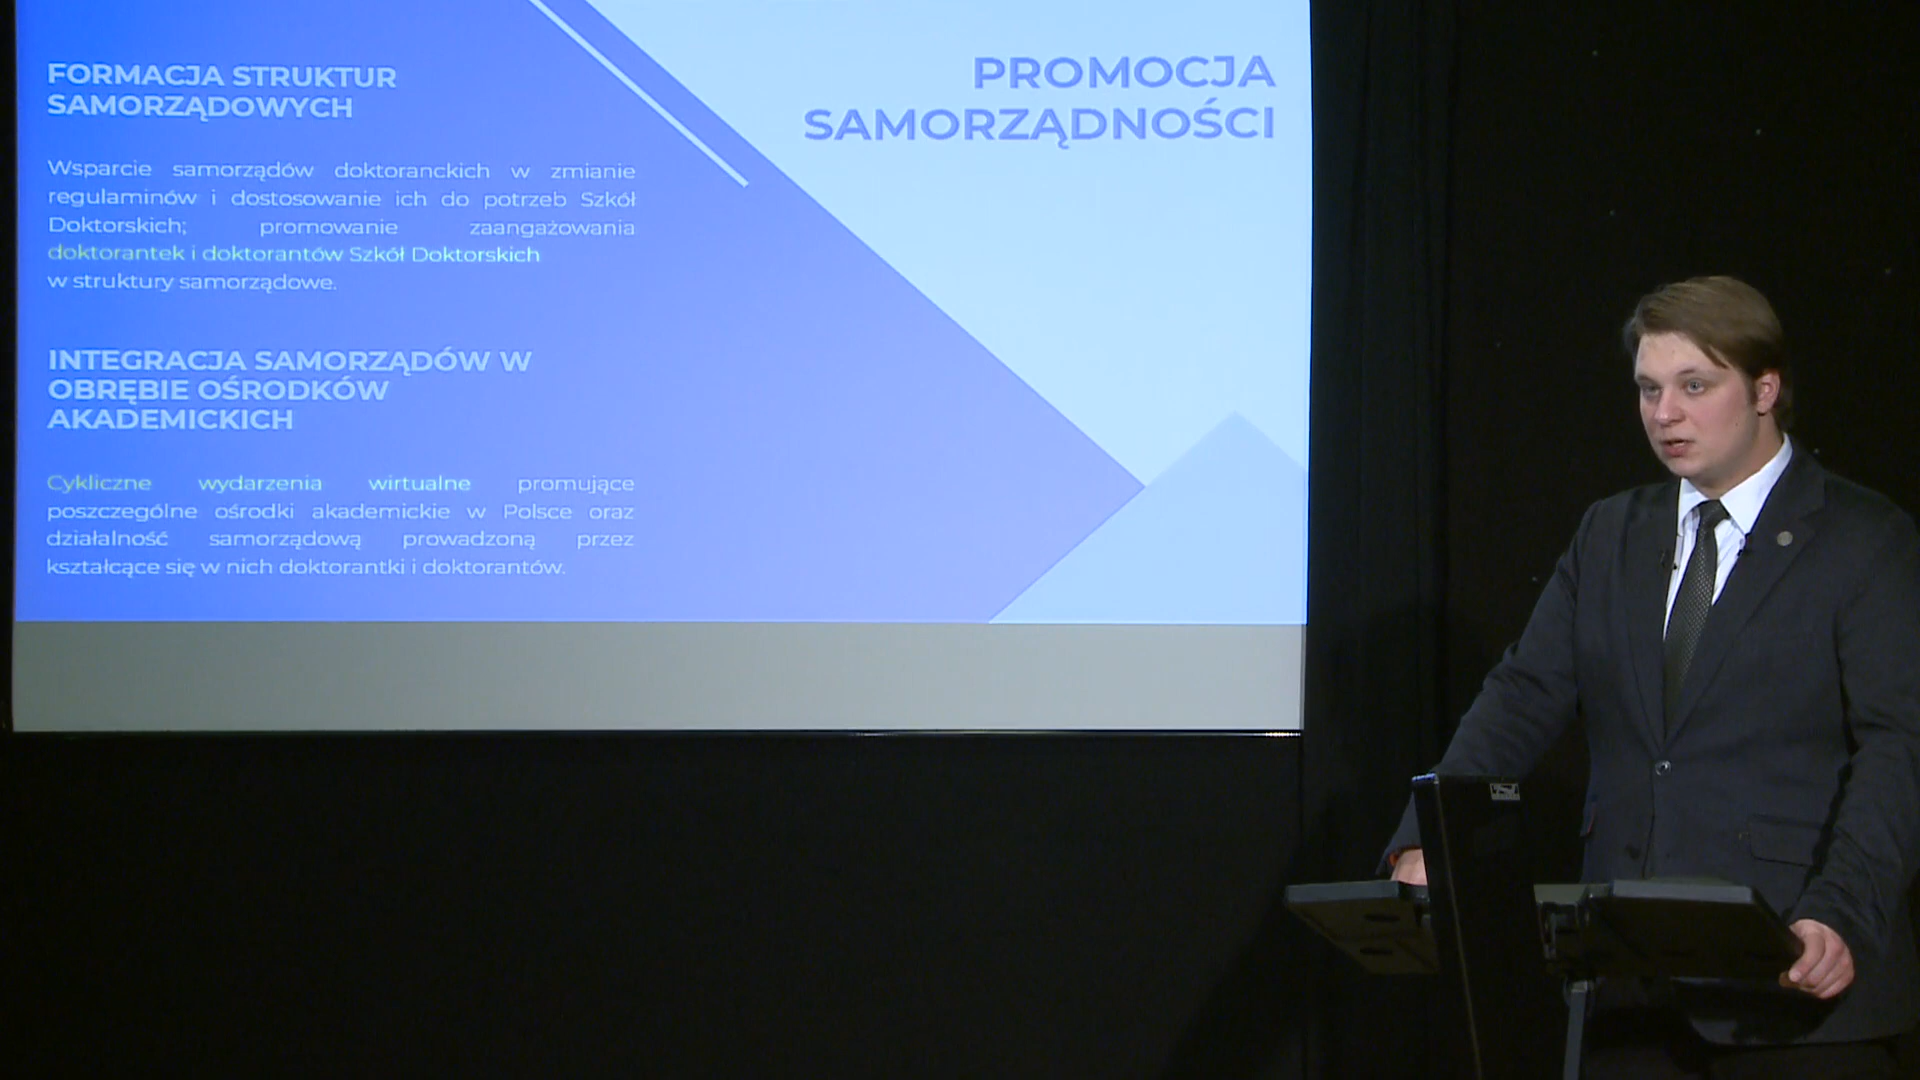 FORMACJA STRUKTUR
SAMORZĄDOWYCH
Wsparcie samorządów doktoranckich w zmianie
regulaminów i dostosowanie ich do potrzeb Szkół
Doktorskich; promowanie zaangażowania
doktorantek i doktorantów Szkół Doktorskich
w struktury samorządowe.
INTEGRACJA SAMORZĄDÓW W
OBRĘBIE OŚRODKÓW
AKADEMICKICH
Cykliczne wydarzenia wirtualne promujące
poszczególne ośrodki akademickie w Polsce oraz
działalność samorządową prowadzoną przez
kształcące się w nich doktorantki i doktorantów.
PROMOCJA
SAMORZĄDNOŚCI